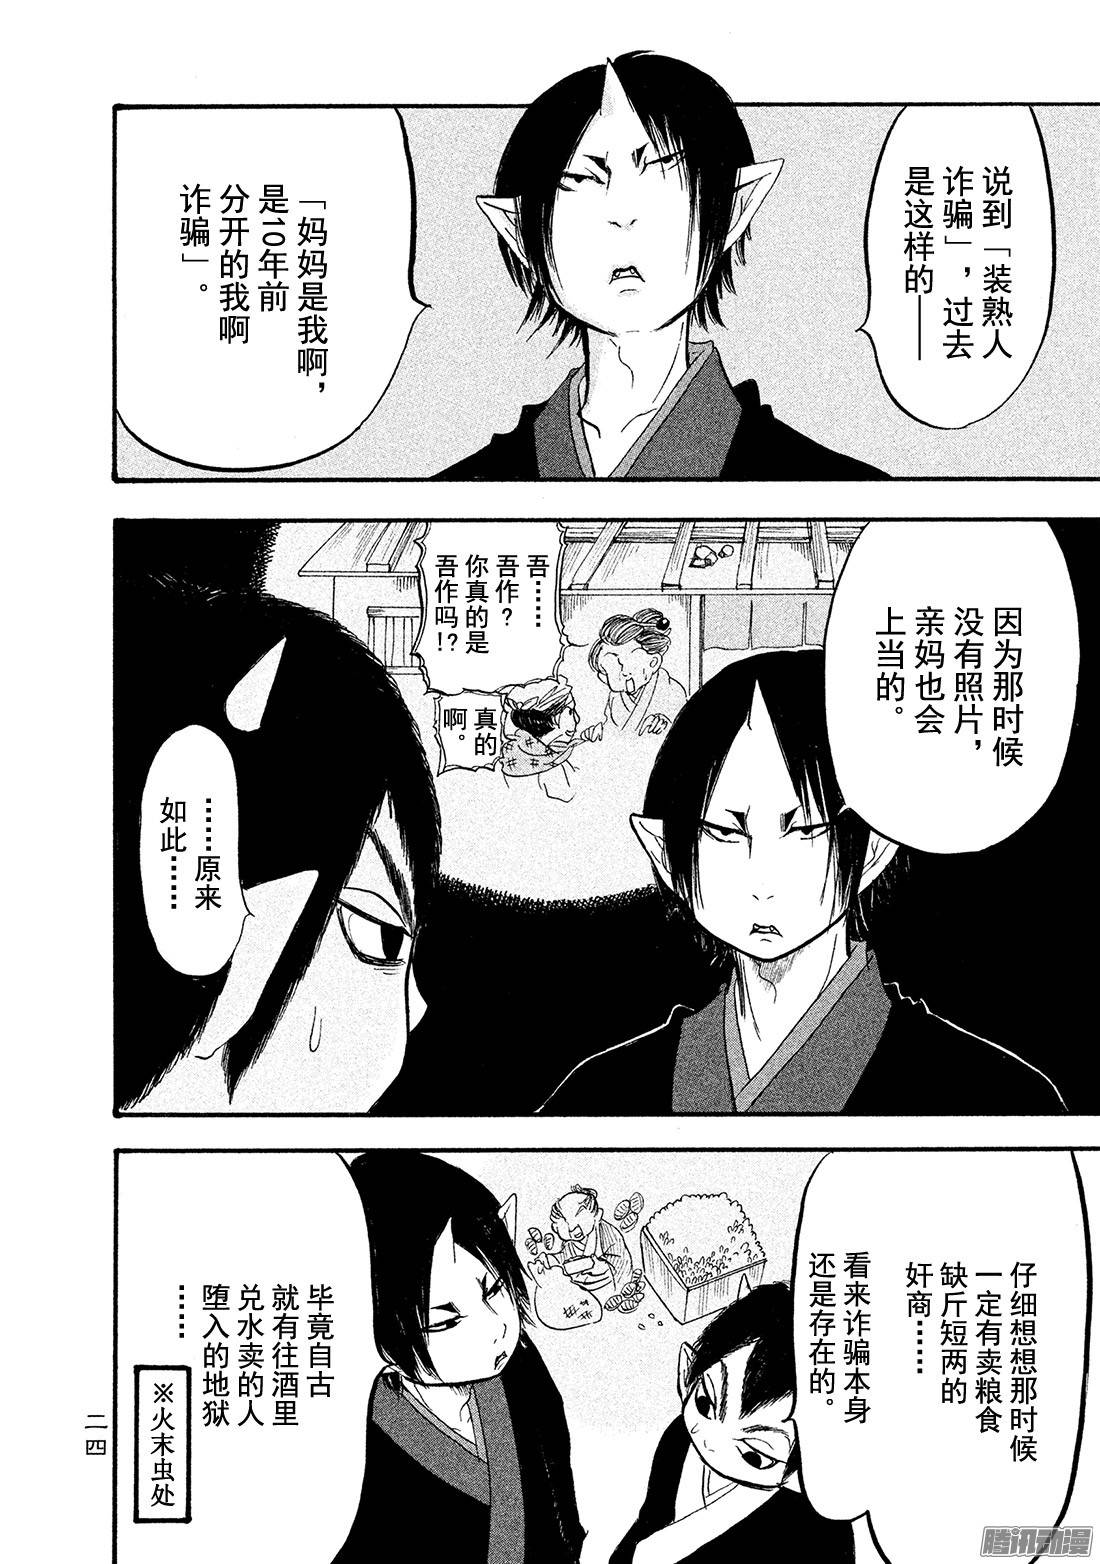 说到「装熟人
诈骗」，过去
是这样的——
「妈妈是我啊，
是10年前
分开的我啊
诈骗」。
因为那时候
没有照片，
亲妈也会
上当的。
吾……
吾作？
你真的是
吾作吗！？
真的
啊。
……原来
如此……
仔细想想那时候
一定有卖粮食
缺斤短两的
奸商……
看来诈骗本身
还是存在的。
毕竟自古
就有往酒里
兑水卖的人
堕入的地狱
……
※火末虫处
二四
腾讯动漫